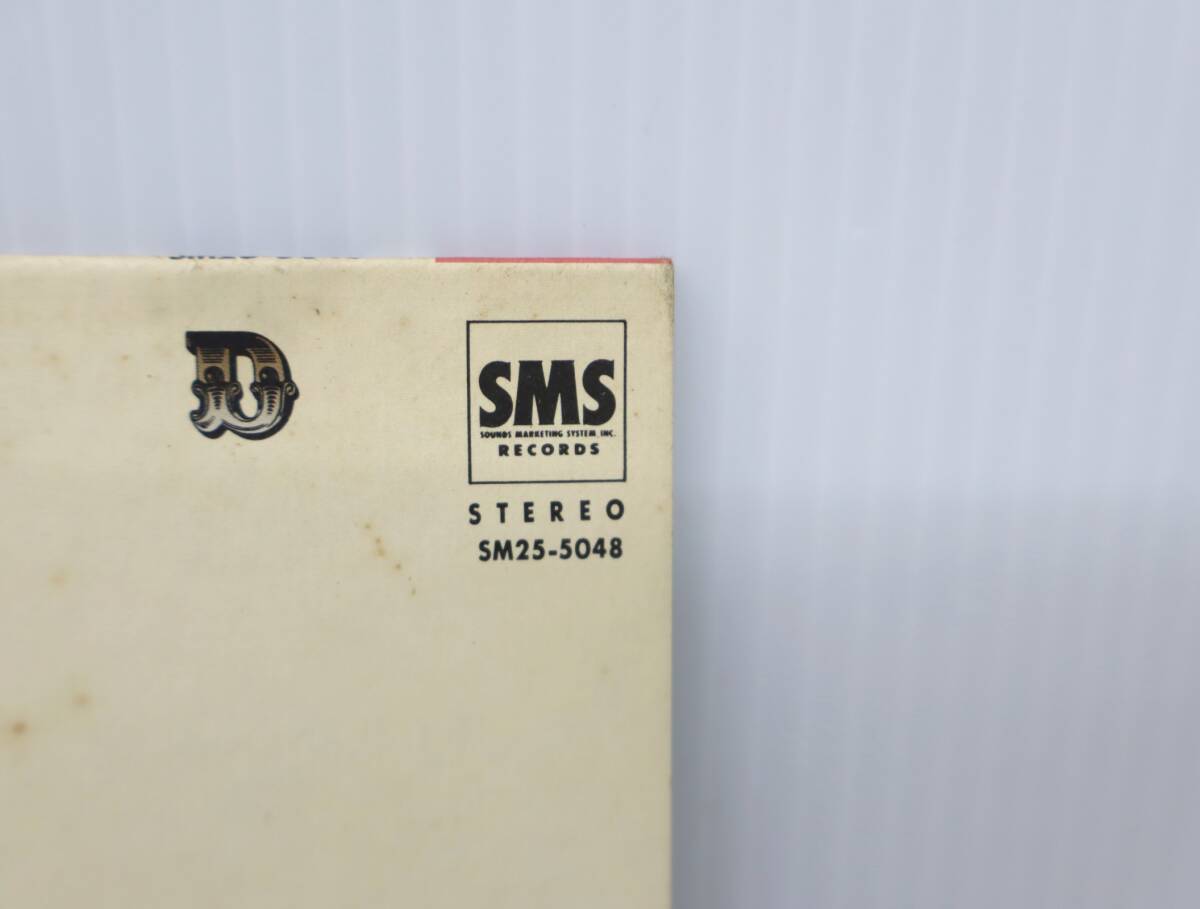 D
SMS
SOUNDS MARKETING SYSTEM, INC.
RECORDS
STEREO
SM25-5048